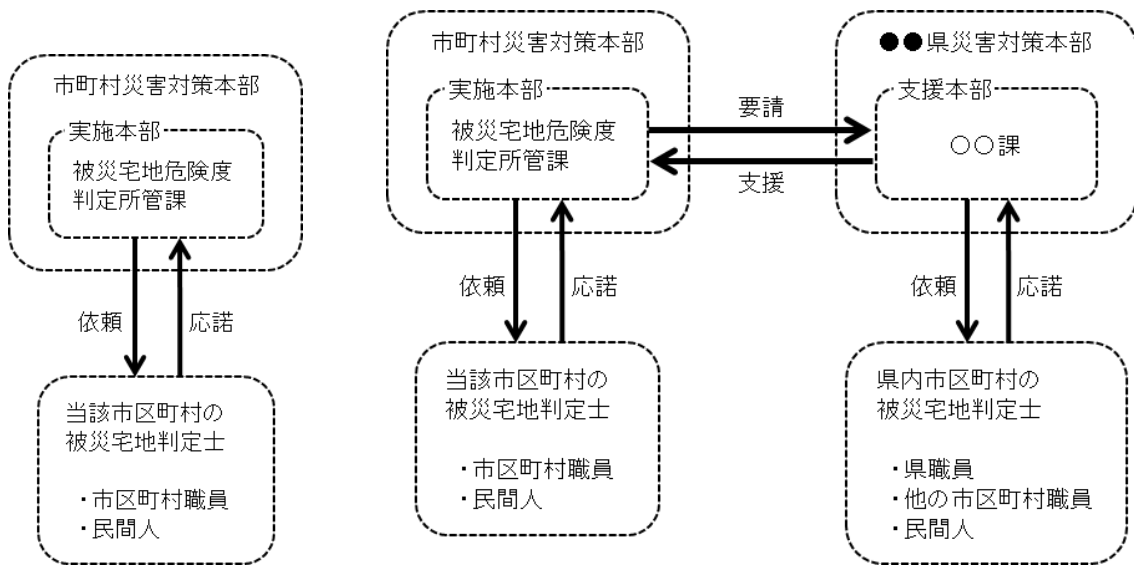 市町村災害対策本部
実施本部
被災宅地危険度
判定所管課
依頼
応諾
当該市区町村の
被災宅地判定士
・市区町村職員
・民間人
市町村災害対策本部
実施本部
被災宅地危険度
判定所管課
要請
支援
依頼
応諾
当該市区町村の
被災宅地判定士
・市区町村職員
・民間人
●●県災害対策本部
支援本部
○○課
依頼
応諾
県内市区町村の
被災宅地判定士
・県職員
・他の市区町村職員
・民間人